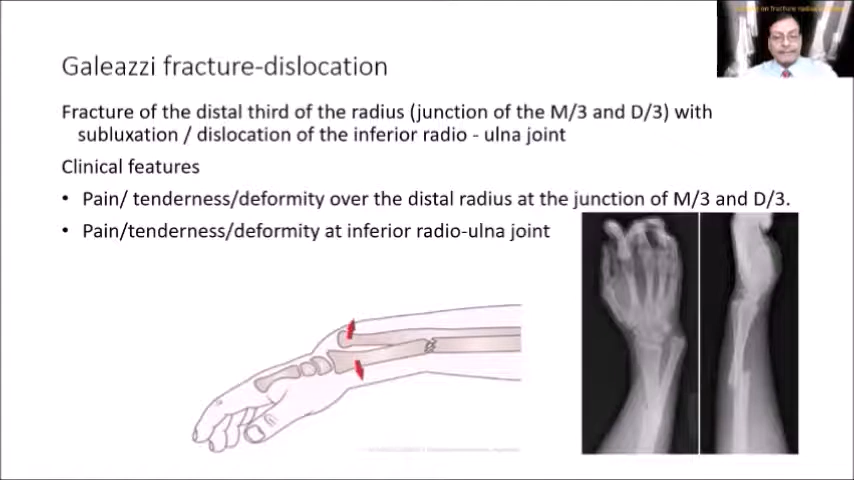 Galeazzi fracture-dislocation
Fracture of the distal third of the radius (junction of the M/3 and D/3) with
subluxation / dislocation of the inferior radio - ulna joint
Clinical features
• Pain/ tenderness/deformity over the distal radius at the junction of M/3 and D/3.
• Pain/tenderness/deformity at inferior radio-ulna joint